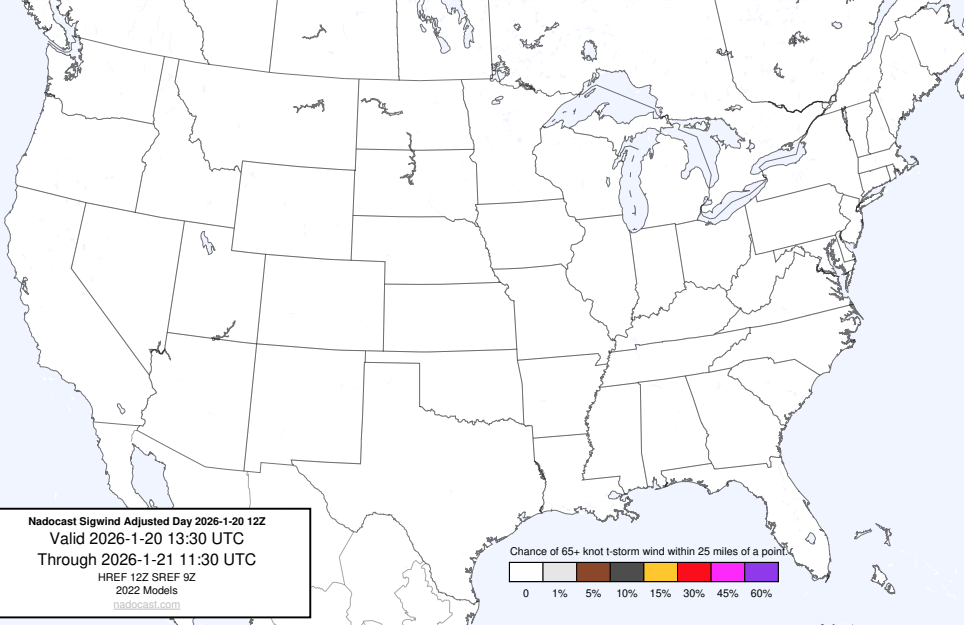 Nadocast Sigwind Adjusted Day 2026-1-20 12Z
Valid 2026-1-20 13:30 UTC
Through 2026-1-21 11:30 UTC
HREF 12Z SREF 9Z
2022 Models
nadocast.com
Chance of 65+ knot t-storm wind within 25 miles of a point.
0 1% 5% 10% 15% 30% 45% 60%